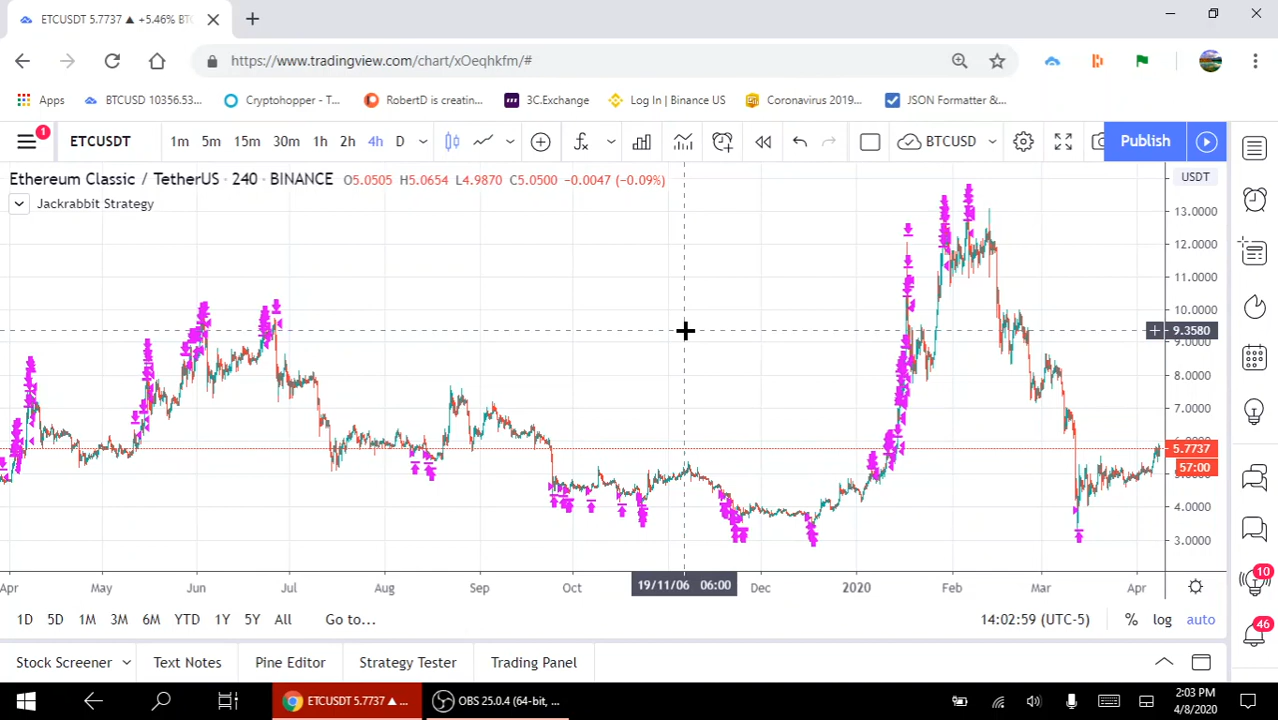 ETCUSDT 5.7737 ▲ +5.46% BTC
https://www.tradingview.com/chart/xOeqhkfm/#
Apps BTCUSD 10356.53... Cryptohopper - T... RobertD is creatin... 3C.Exchange Log In | Binance US Coronavirus 2019... JSON Formatter &...
1 ETCUSDT 1m 5m 15m 30m 1h 2h 4h D BTCUSD Publish
Ethereum Classic / TetherUS · 240 · BINANCE O5.0505 H5.0654 L4.9870 C5.0500 -0.0047 (-0.09%) USDT
Jackrabbit Strategy
13.0000
12.0000
11.0000
10.0000
9.3580
9.0000
8.0000
7.0000
5.7737
57:00
4.0000
3.0000
Apr May Jun Jul Aug Sep Oct 19/11/06 06:00 Dec 2020 Feb Mar Apr
1D 5D 1M 3M 6M YTD 1Y 5Y All Go to... 14:02:59 (UTC-5) % log auto
10
46
Stock Screener Text Notes Pine Editor Strategy Tester Trading Panel
ETCUSDT 5.7737 ▲ ... OBS 25.0.4 (64-bit, ...
2:03 PM
4/8/2020